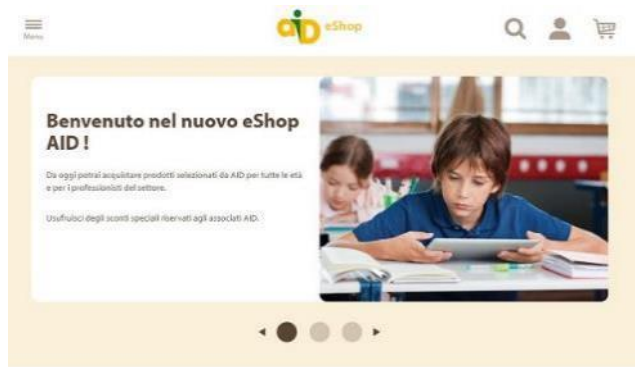 Menu
aiD eShop
Benvenuto nel nuovo eShop
AID !
Da oggi potrai acquistare prodotti selezionati da AID per tutte le età
e per i professionisti del settore.
Usufruisci degli sconti speciali riservati agli associati AID.